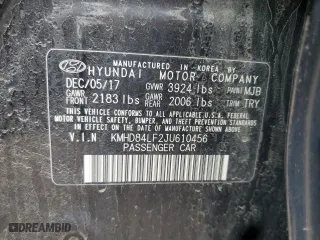 MANUFACTURED IN KOREA BY
HYUNDAI MOTOR COMPANY
DEC/05/17 GVWR 3924 lbs PAINT MJB
GAWR FRONT 2183 lbs GAWR REAR 2006 lbs TRIM TRY
THIS VEHICLE CONFORMS TO ALL APPLICABLE
FEDERAL MOTOR VEHICLE SAFETY,
BUMPER, AND THEFT PREVENTION STANDARDS
IN EFFECT ON THE DATE OF MANUFACTURE
SHOWN ABOVE.
V.I.N KMHD84LF2JU610456
PASSENGER CAR